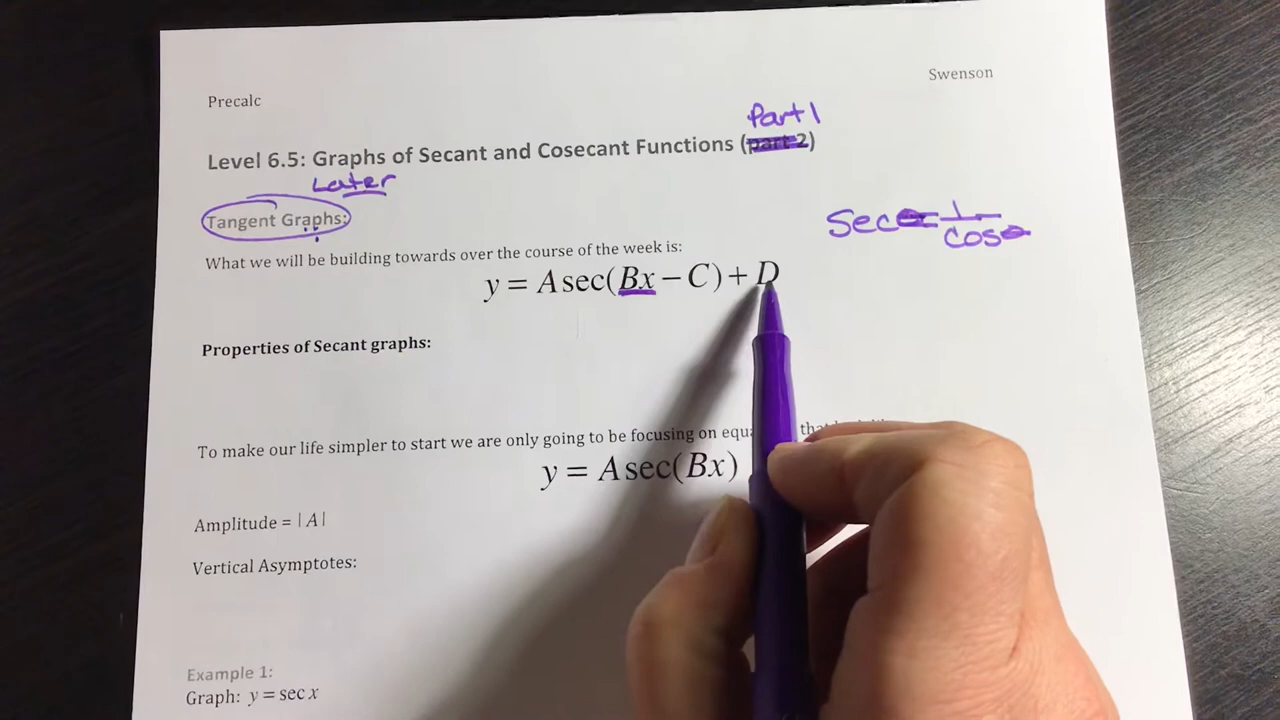 Precalc
Swenson
Part 1
Level 6.5: Graphs of Secant and Cosecant Functions (part 2)
Later
Tangent Graphs:
Secθ = 1/cosθ
What we will be building towards over the course of the week is:
y = A sec(Bx − C) + D
Properties of Secant graphs:
To make our life simpler to start we are only going to be focusing on
y = A sec(Bx)
Amplitude = |A|
Vertical Asymptotes:
Example 1:
Graph: y = sec x